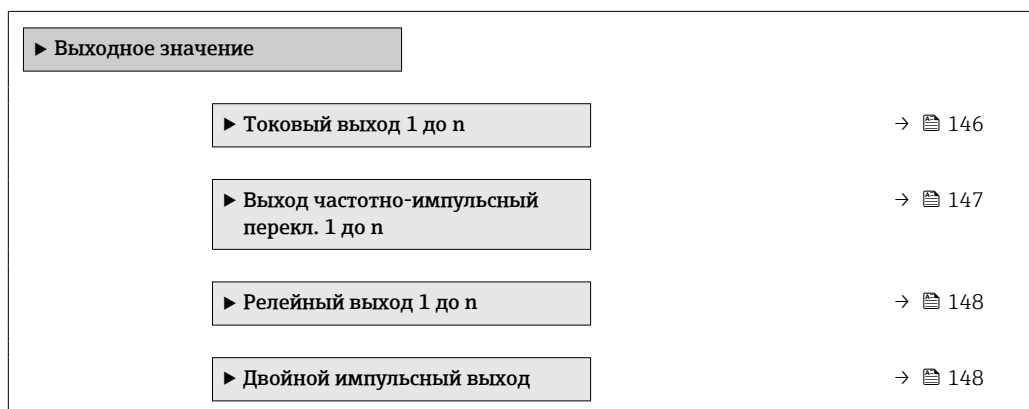 ► Выходное значение
► Токовый выход 1 до n → 146
► Выход частотно-импульсный
перекл. 1 до n → 147
► Релейный выход 1 до n → 148
► Двойной импульсный выход → 148